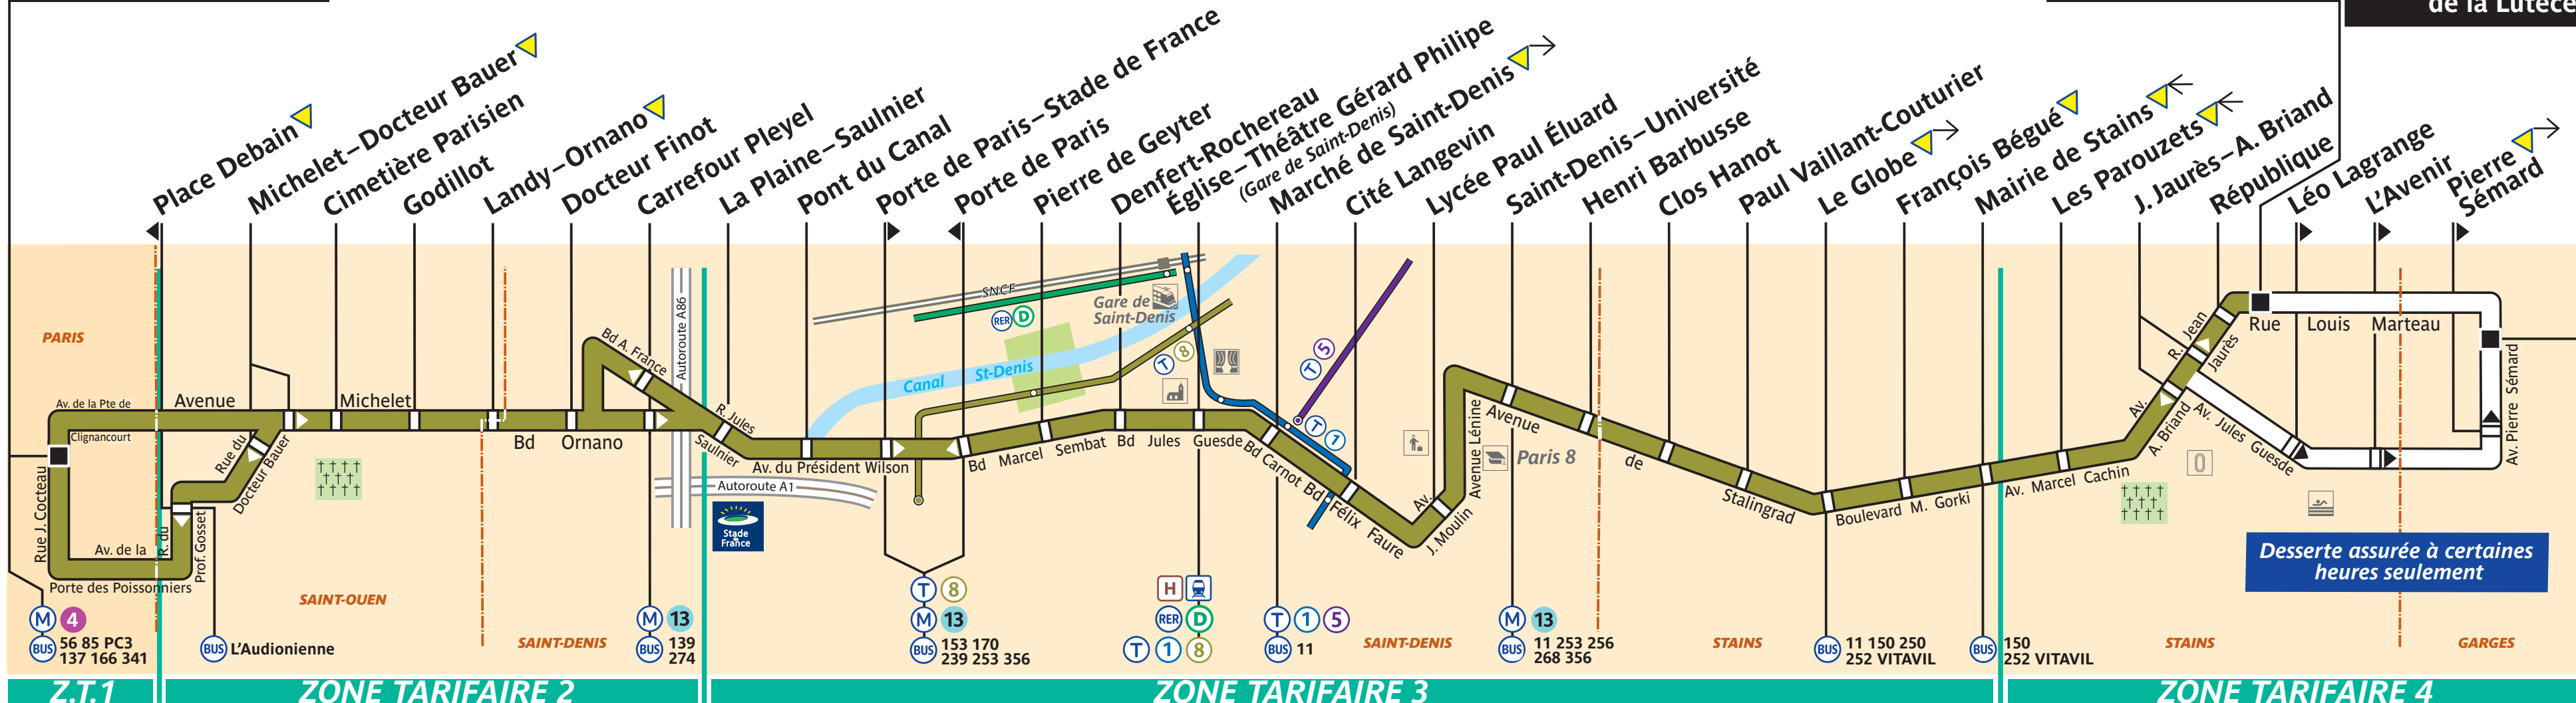 de la Lutèce
Place Debain
Michelet–Docteur Bauer
Cimetière Parisien
Godillot
Landy–Ornano
Docteur Finot
Carrefour Pleyel
La Plaine–Saulnier
Pont du Canal
Porte de Paris–Stade de France
Porte de Paris
Pierre de Geyter
Denfert-Rochereau
Église–Théâtre Gérard Philipe
(Gare de Saint-Denis)
Marché de Saint-Denis
Cité Langevin
Lycée Paul Éluard
Saint-Denis–Université
Henri Barbusse
Clos Hanot
Paul Vaillant-Couturier
Le Globe
François Bégué
Mairie de Stains
Les Parouzets
J. Jaurès–A. Briand
République
Léo Lagrange
L'Avenir
Pierre
Sémard
PARIS
Av. de la Pte de
Clignancourt
Rue J. Cocteau
Av. de la
Porte des Poissonniers
R. du
Prof. Gosset
Rue du
Docteur Bauer
Avenue
Michelet
Bd Ornano
Bd A. France
Autoroute A86
R. Jules
Saulnier
Autoroute A1
Stade
de
France
Av. du Président Wilson
SNCF
RER D
Canal St-Denis
Gare de
Saint-Denis
T 8
T 5
T 1
Bd Marcel Sembat
Bd Jules Guesde
Bd Carnot
Bd Félix Faure
Av.
J. Moulin
Avenue Lénine
Paris 8
Avenue
de
Stalingrad
Boulevard M. Gorki
Av. Marcel Cachin
Av.
A. Briand
R. Jean
Jaurès
Rue Louis Marteau
Av. Jules Guesde
Av. Pierre Sémard
Desserte assurée à certaines
heures seulement
SAINT-OUEN
SAINT-DENIS
SAINT-DENIS
STAINS
STAINS
GARGES
M 4
BUS 56 85 PC3
137 166 341
BUS L'Audionienne
M 13
BUS 139
274
T 8
M 13
BUS 153 170
239 253 356
H
RER D
T 1 8
T 1 5
BUS 11
M 13
BUS 11 253 256
268 356
BUS 11 150 250
252 VITAVIL
BUS 150
252 VITAVIL
Z.T.1
ZONE TARIFAIRE 2
ZONE TARIFAIRE 3
ZONE TARIFAIRE 4